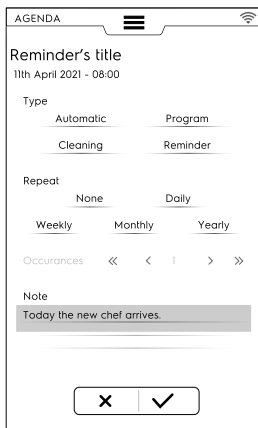 AGENDA
Reminder's title
11th April 2021 - 08:00
Type
Automatic Program
Cleaning Reminder
Repeat
None Daily
Weekly Monthly Yearly
Occurances « < 1 > »
Note
Today the new chef arrives.